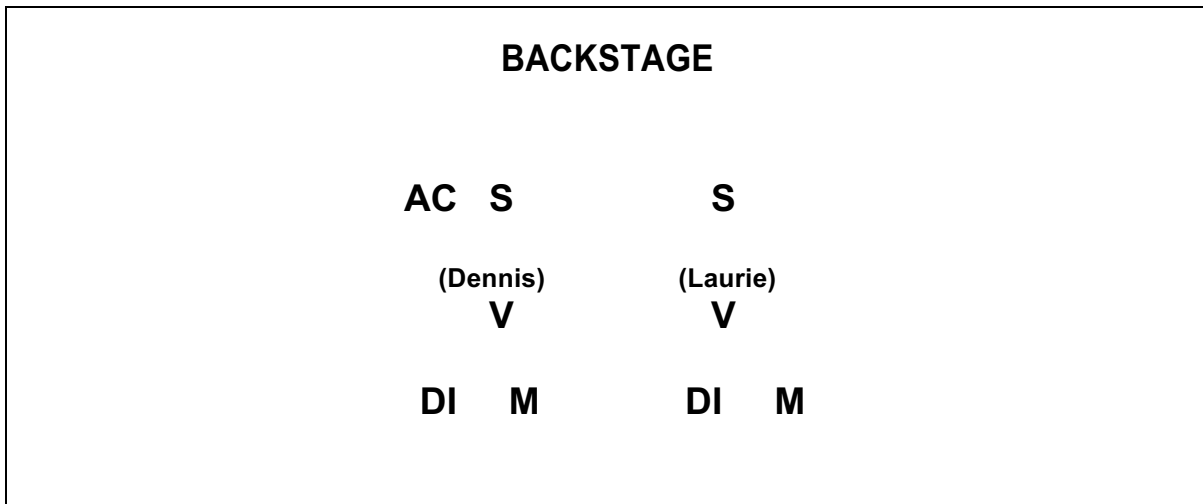 BACKSTAGE
AC S S
(Dennis) (Laurie)
V V
DI M DI M